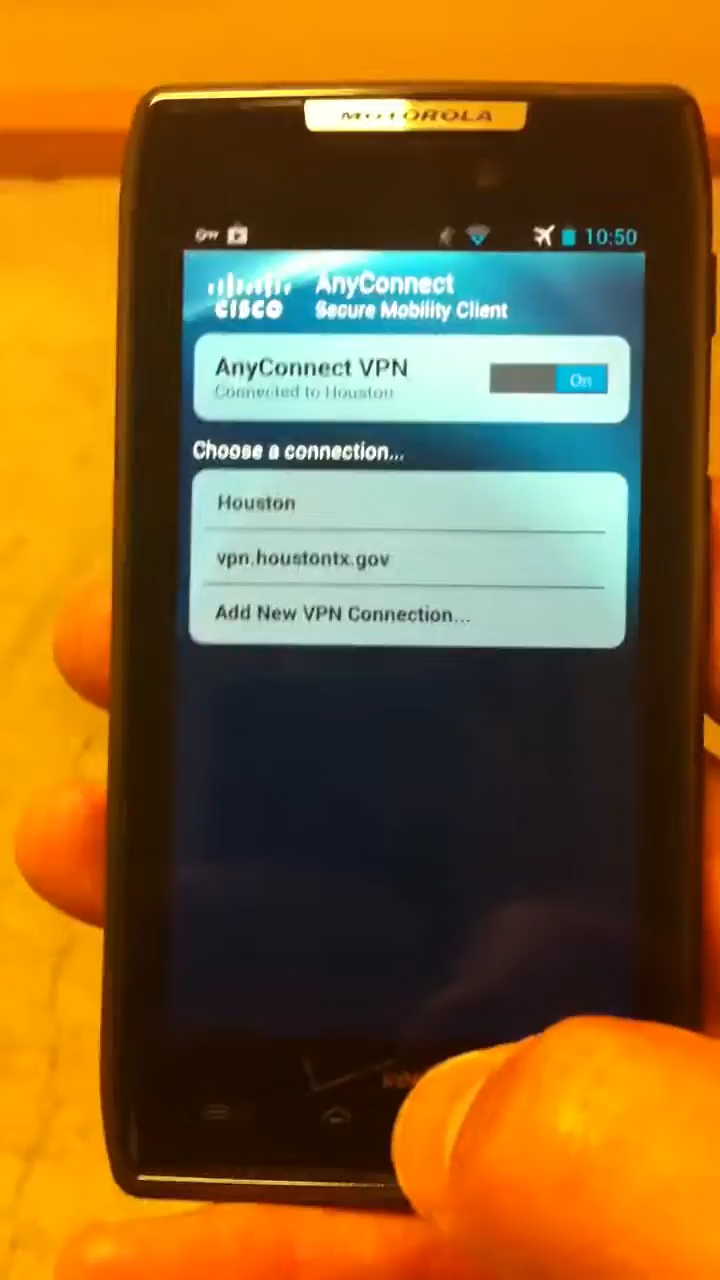 MOTOROLA
10:50
CISCO
AnyConnect
Secure Mobility Client
AnyConnect VPN
On
Connected to Houston
Choose a connection...
Houston
vpn.houstontx.gov
Add New VPN Connection...